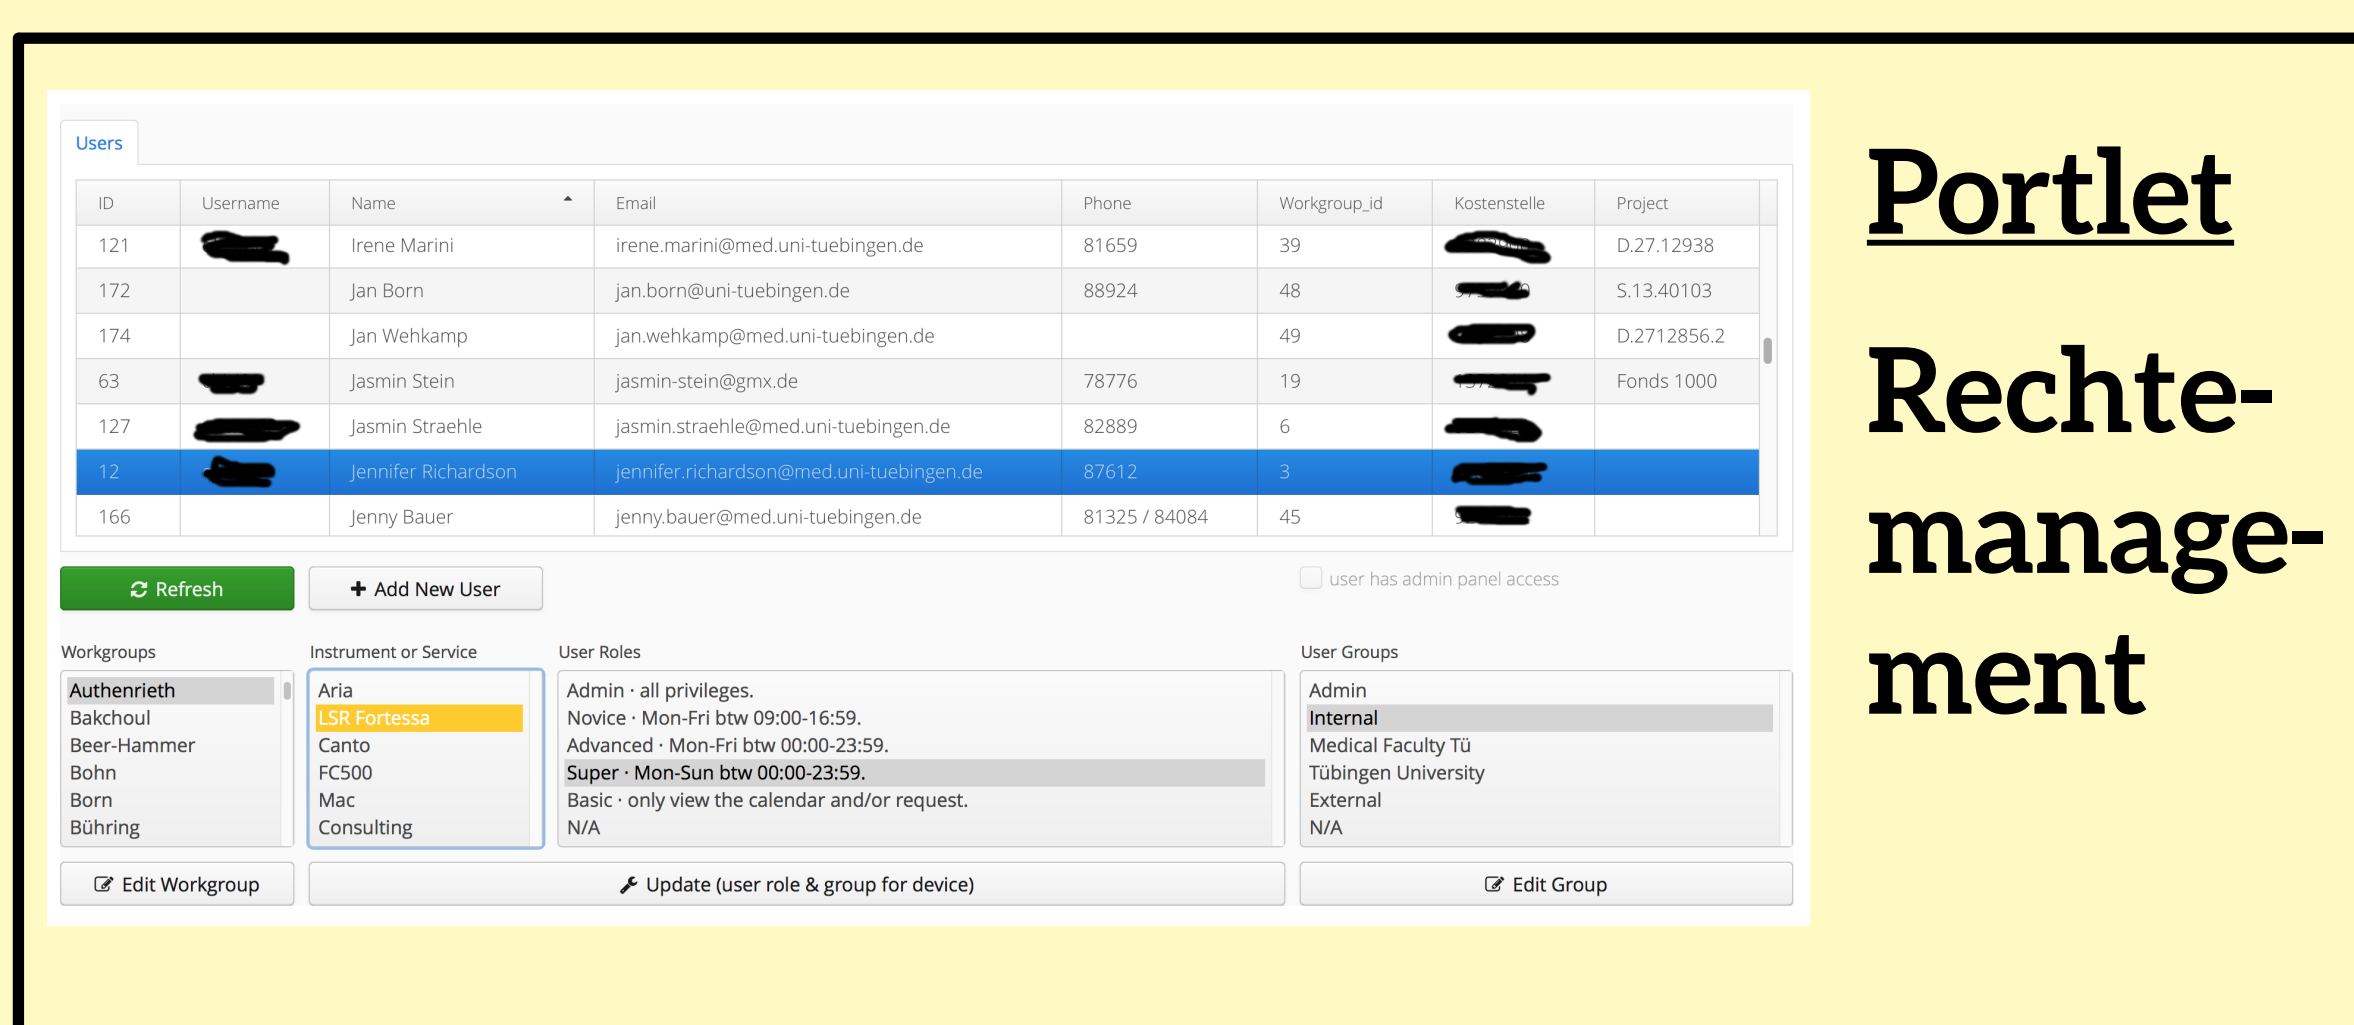 Users
ID Username Name Email Phone Workgroup_id Kostenstelle Project
121 Irene Marini irene.marini@med.uni-tuebingen.de 81659 39 D.27.12938
172 Jan Born jan.born@uni-tuebingen.de 88924 48 S.13.40103
174 Jan Wehkamp jan.wehkamp@med.uni-tuebingen.de 49 D.2712856.2
63 Jasmin Stein jasmin-stein@gmx.de 78776 19 Fonds 1000
127 Jasmin Straehle jasmin.straehle@med.uni-tuebingen.de 82889 6
12 Jennifer Richardson jennifer.richardson@med.uni-tuebingen.de 87612 3
166 Jenny Bauer jenny.bauer@med.uni-tuebingen.de 81325 / 84084 45
Refresh Add New User user has admin panel access
Workgroups Instrument or Service User Roles User Groups
Authenrieth Aria Admin · all privileges. Admin
Bakchoul LSR Fortessa Novice · Mon-Fri btw 09:00-16:59. Internal
Beer-Hammer Canto Advanced · Mon-Fri btw 00:00-23:59. Medical Faculty Tü
Bohn FC500 Super · Mon-Sun btw 00:00-23:59. Tübingen University
Born Mac Basic · only view the calendar and/or request. External
Bühring Consulting N/A N/A
Edit Workgroup Update (user role & group for device) Edit Group
Portlet
Rechte-
manage-
ment